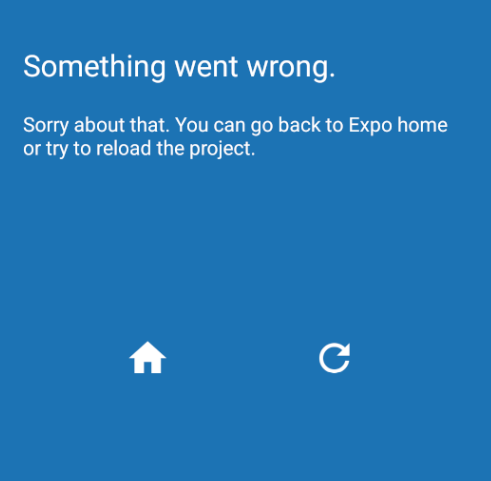 Something went wrong.
Sorry about that. You can go back to Expo home
or try to reload the project.